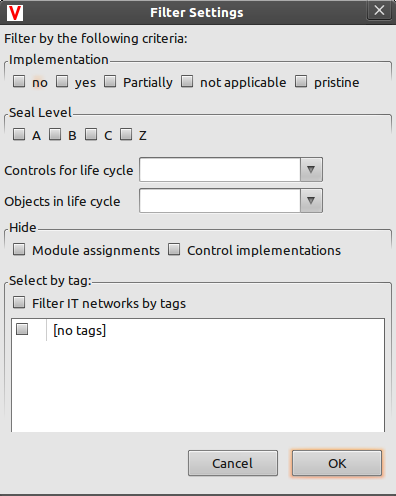 V Filter Settings
Filter by the following criteria:
Implementation
no yes Partially not applicable pristine
Seal Level
A B C Z
Controls for life cycle
Objects in life cycle
Hide
Module assignments Control implementations
Select by tag:
Filter IT networks by tags
[no tags]
Cancel OK